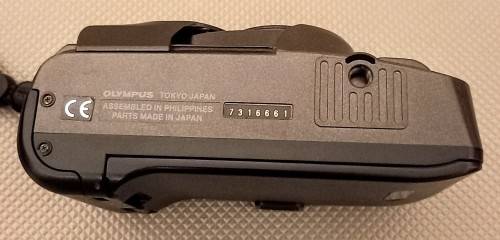 CE
OLYMPUS TOKYO JAPAN
ASSEMBLED IN PHILIPPINES
PARTS MADE IN JAPAN
7316661